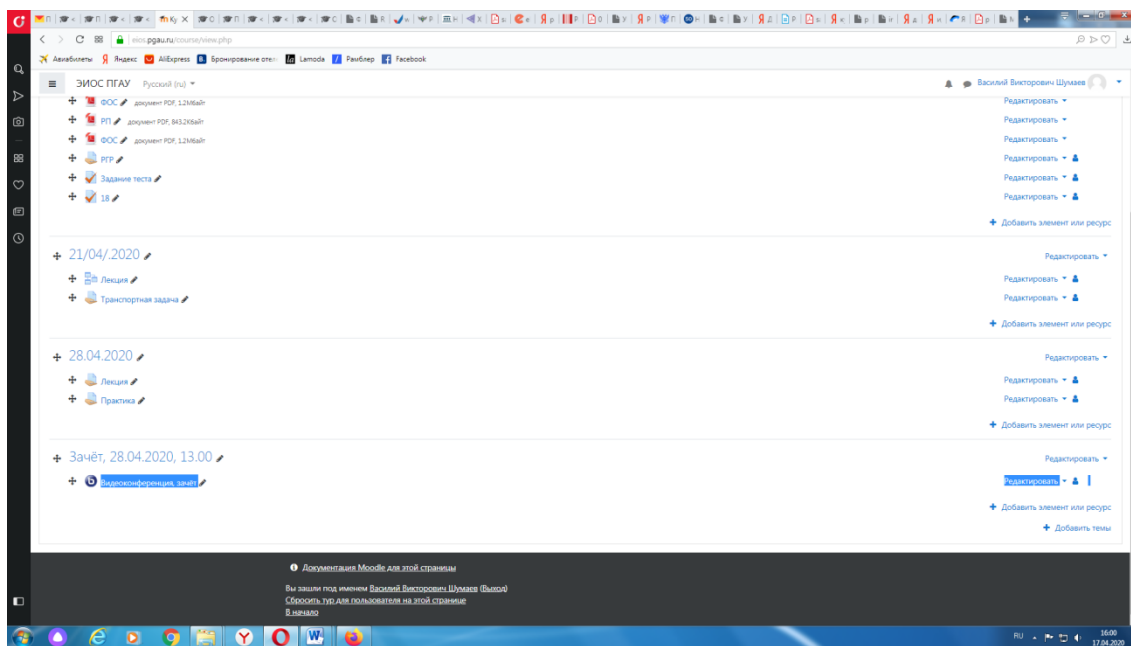 eios.pgau.ru/course/view.php
Авиабилеты Яндекс AliExpress Бронирование отел Lamoda Рамблер Facebook
ЭИОС ПГАУ Русский (ru) Василий Викторович Шумаев
ФОС документ PDF, 1.2Мбайт Редактировать
РП документ PDF, 843.2Кбайт Редактировать
ФОС документ PDF, 1.2Мбайт Редактировать
РГР Редактировать
Задание теста Редактировать
18 Редактировать
Добавить элемент или ресурс
21/04/.2020 Редактировать
Лекция Редактировать
Транспортная задача Редактировать
Добавить элемент или ресурс
28.04.2020 Редактировать
Лекция Редактировать
Практика Редактировать
Добавить элемент или ресурс
Зачёт, 28.04.2020, 13.00 Редактировать
Видеоконференция, зачёт Редактировать
Добавить элемент или ресурс
Добавить темы
Документация Moodle для этой страницы
Вы зашли под именем Василий Викторович Шумаев (Выход)
Сбросить тур для пользователя на этой странице
В начало
RU 16:00
17.04.2020